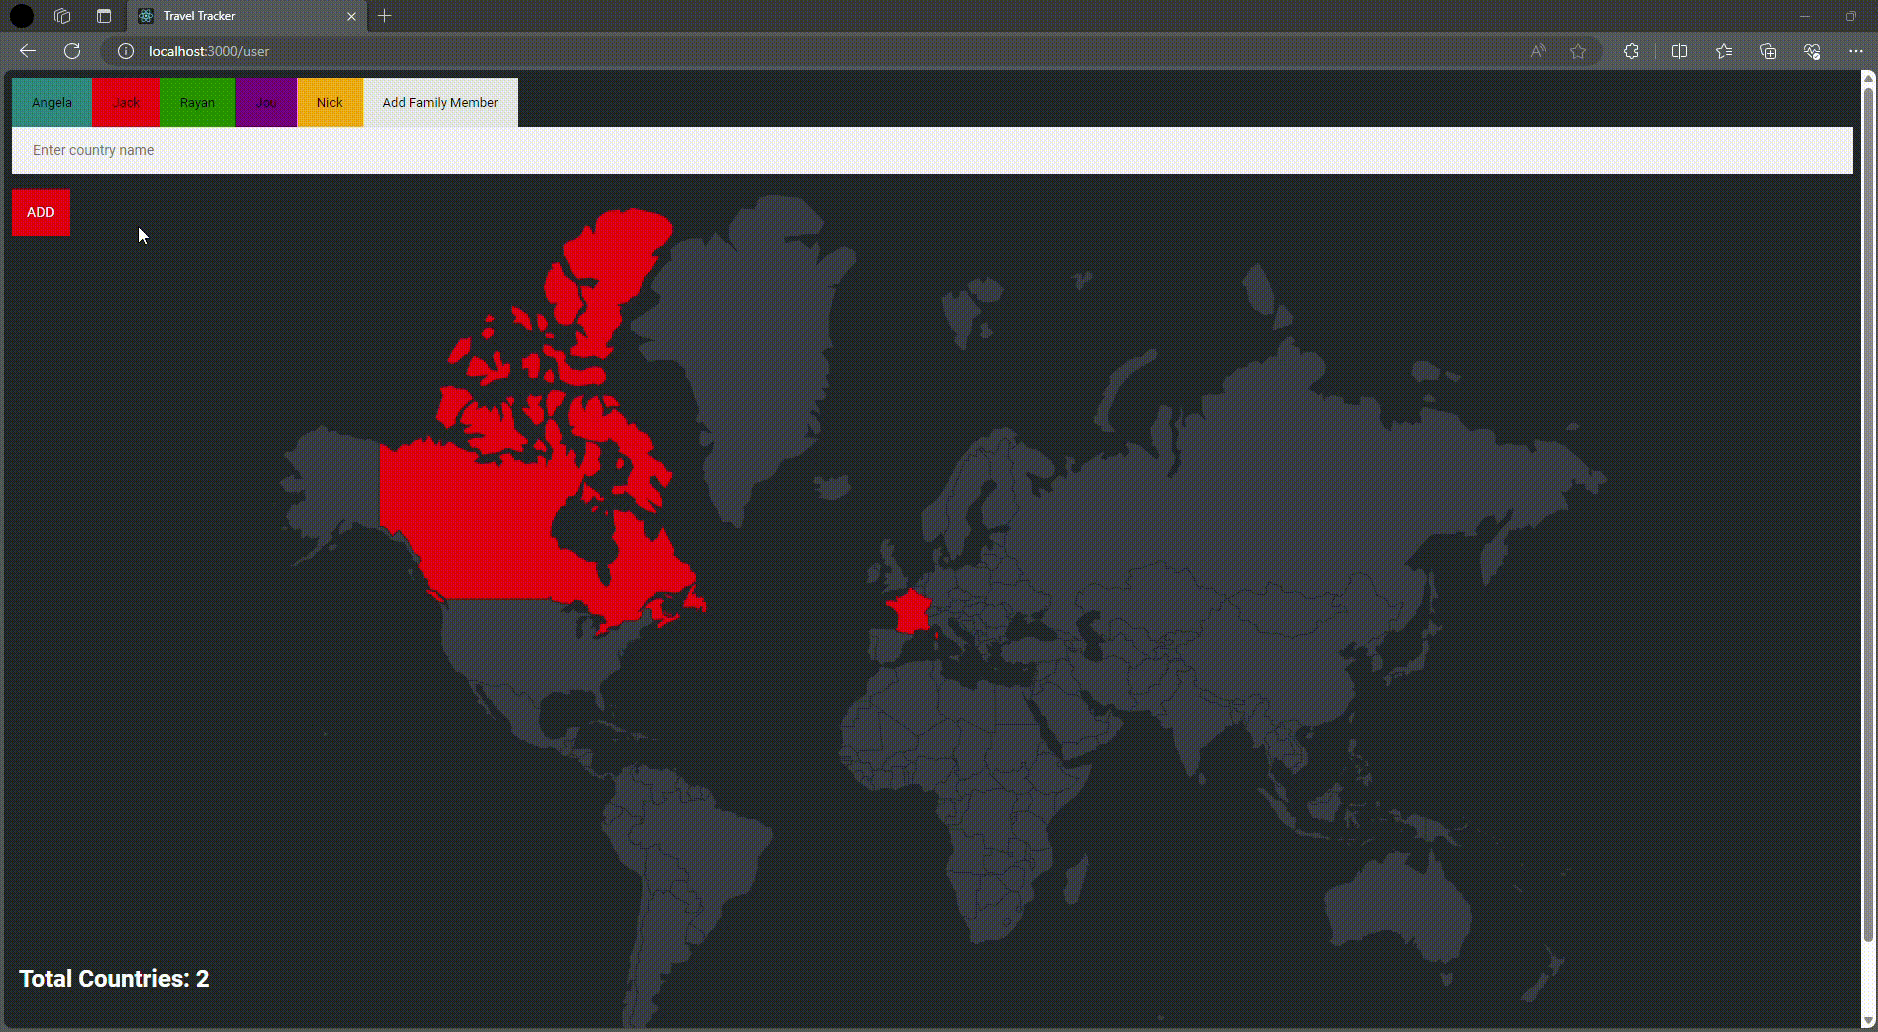 Travel Tracker
localhost:3000/user
Angela Jack Rayan Jou Nick Add Family Member
Enter country name
ADD
Total Countries: 2